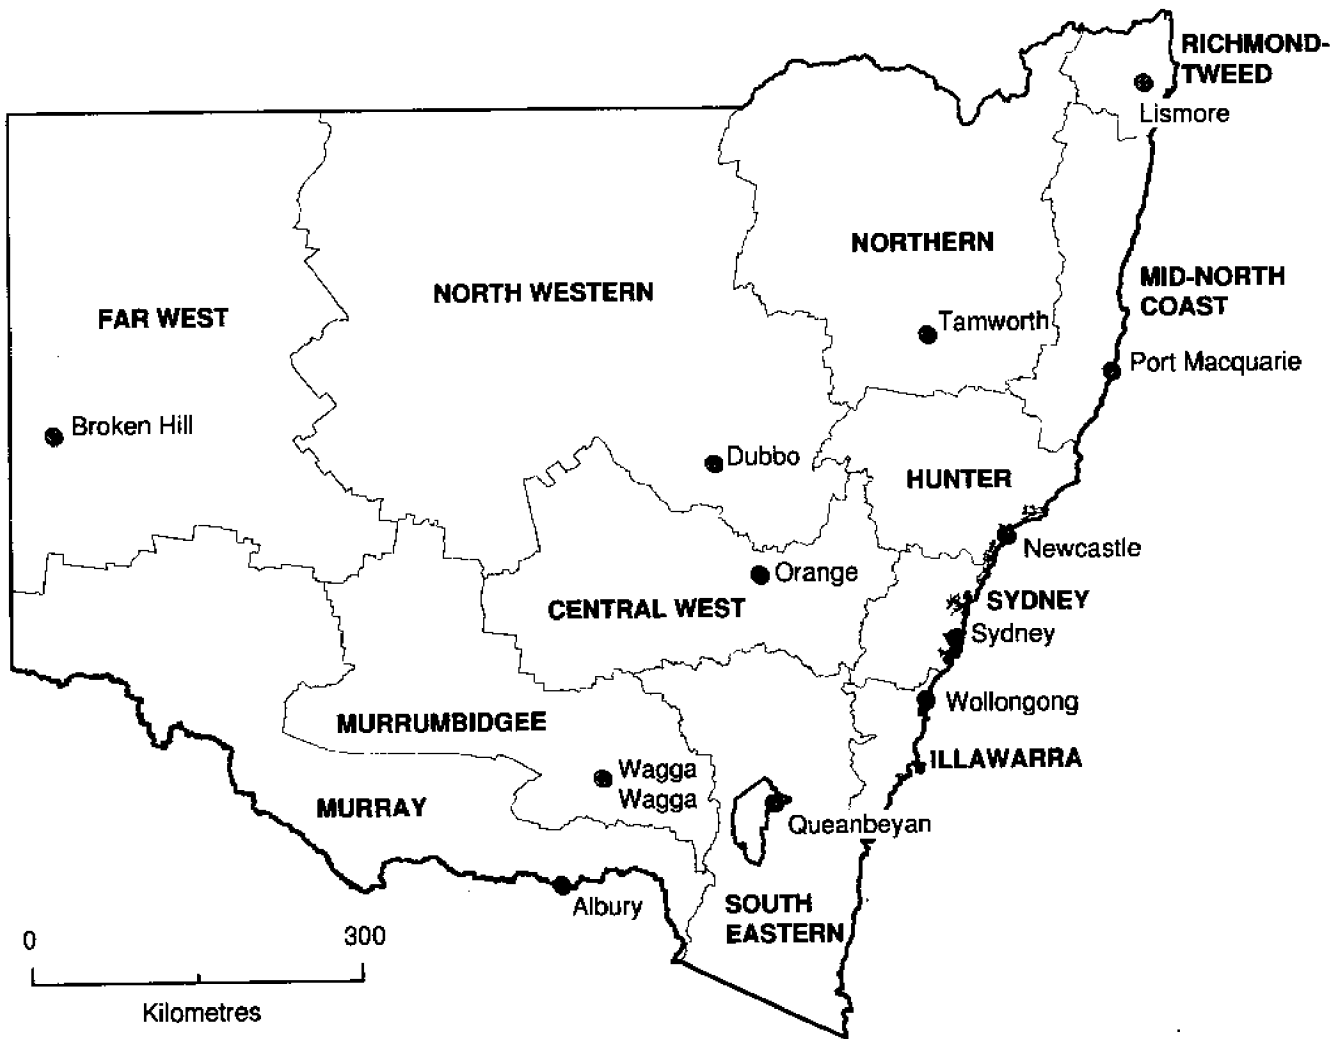 RICHMOND-
TWEED
Lismore
NORTHERN
MID-NORTH
COAST
NORTH WESTERN
FAR WEST
Tamworth
Port Macquarie
Broken Hill
Dubbo
HUNTER
Newcastle
Orange
CENTRAL WEST
SYDNEY
Sydney
Wollongong
MURRUMBIDGEE
ILLAWARRA
Wagga
Wagga
MURRAY
Queanbeyan
Albury
SOUTH
EASTERN
0 300
Kilometres